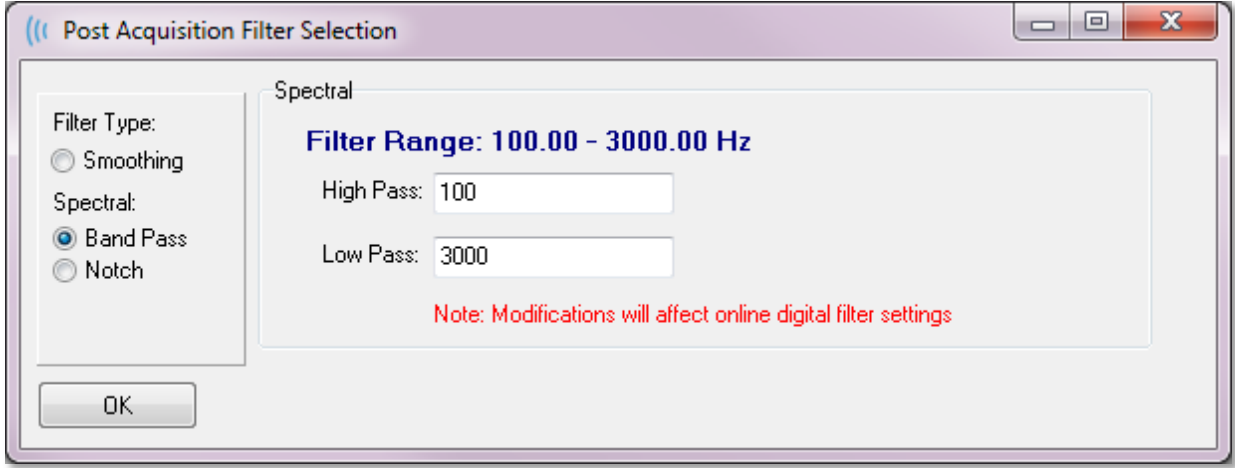 Post Acquisition Filter Selection
Filter Type:
Smoothing
Spectral:
Band Pass
Notch
OK
Spectral
Filter Range: 100.00 - 3000.00 Hz
High Pass: 100
Low Pass: 3000
Note: Modifications will affect online digital filter settings